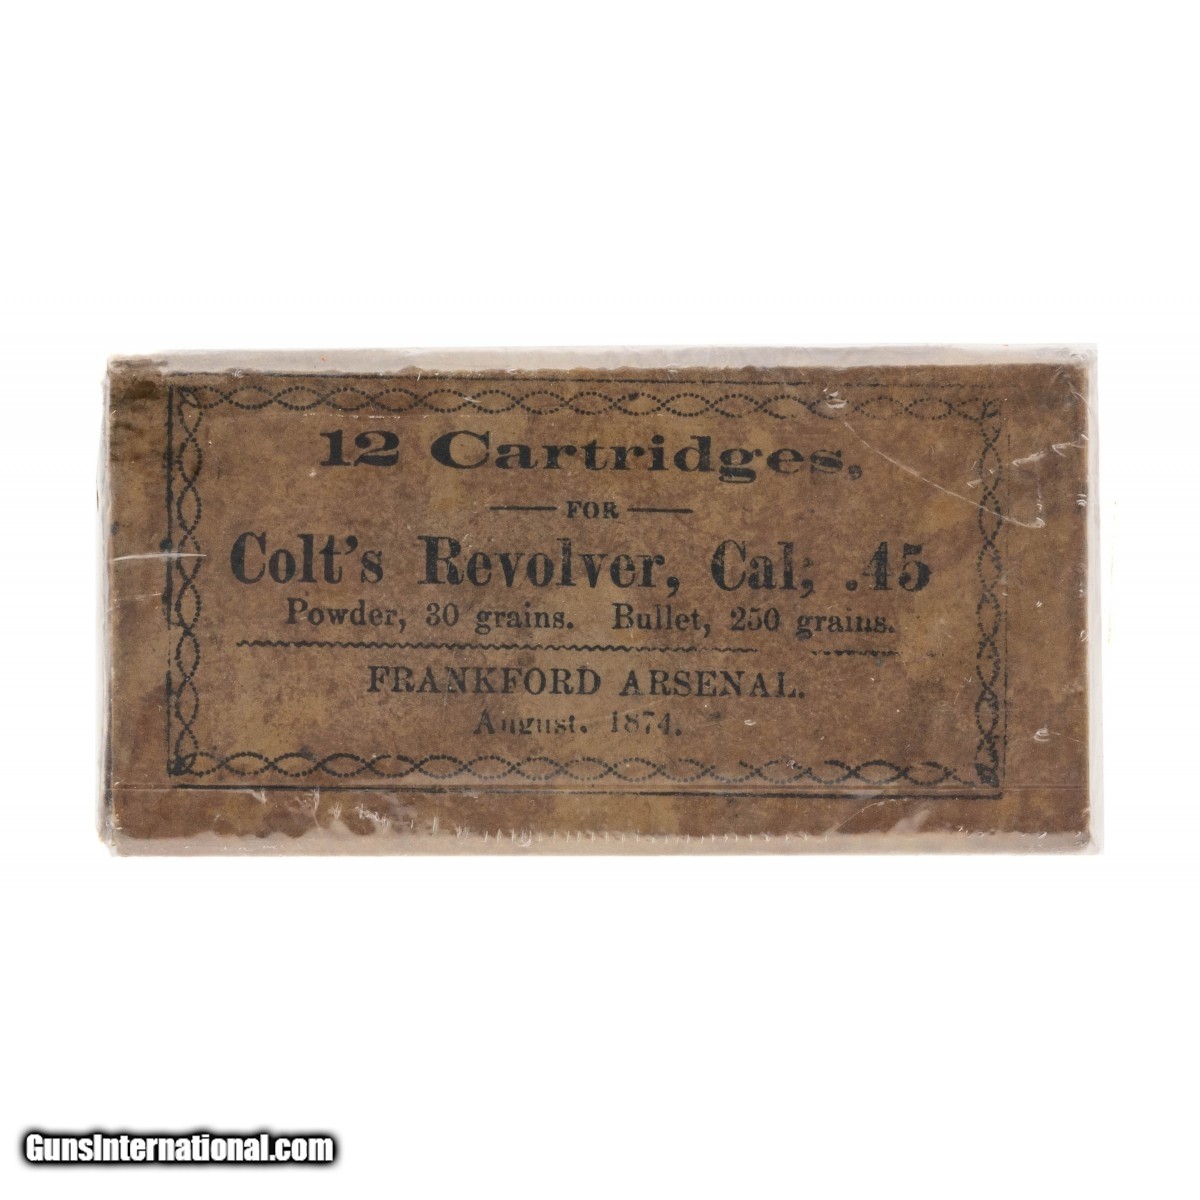 12 Cartridges,
FOR
Colt's Revolver, Cal; .45
Powder, 30 grains. Bullet, 250 grains.
FRANKFORD ARSENAL.
August, 1874.
GunsInternational.com